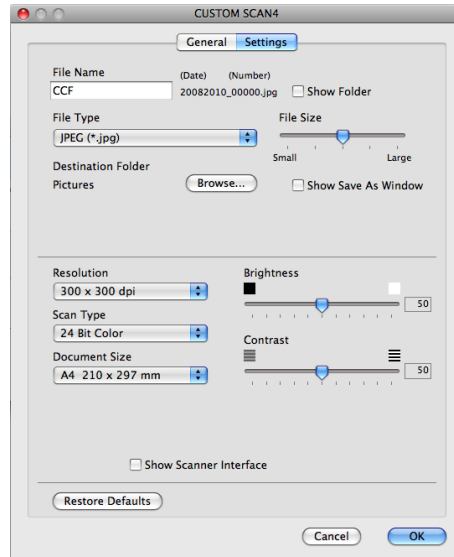 CUSTOM SCAN4
General Settings
File Name (Date) (Number)
CCF 20082010_00000.jpg Show Folder
File Type File Size
JPEG (*.jpg)
Small Large
Destination Folder
Pictures Browse... Show Save As Window
Resolution Brightness
300 x 300 dpi
50
Scan Type
24 Bit Color
Contrast
Document Size
A4 210 x 297 mm 50
Show Scanner Interface
Restore Defaults
Cancel OK